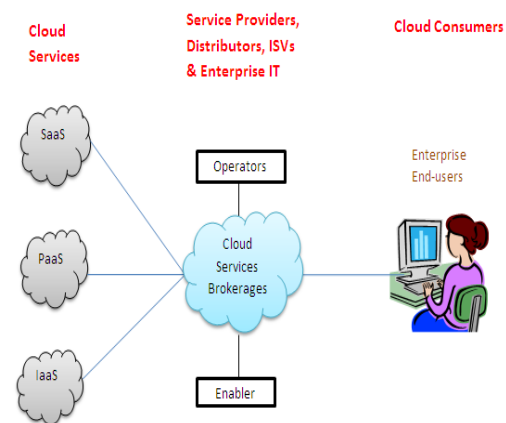 Cloud
Services
Service Providers,
Distributors, ISVs
& Enterprise IT
Cloud Consumers
SaaS
PaaS
IaaS
Operators
Cloud
Services
Brokerages
Enabler
Enterprise
End-users